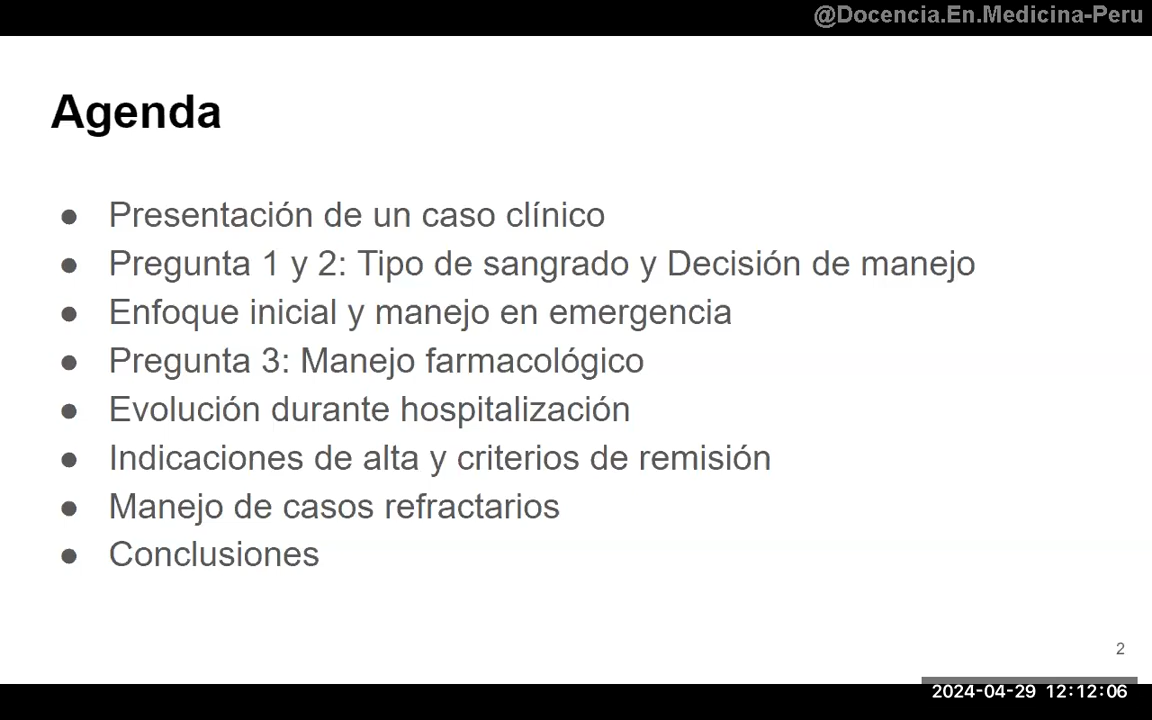 @Docencia.En.Medicina-Peru
Agenda
● Presentación de un caso clínico
● Pregunta 1 y 2: Tipo de sangrado y Decisión de manejo
● Enfoque inicial y manejo en emergencia
● Pregunta 3: Manejo farmacológico
● Evolución durante hospitalización
● Indicaciones de alta y criterios de remisión
● Manejo de casos refractarios
● Conclusiones
2
2024-04-29 12:12:06